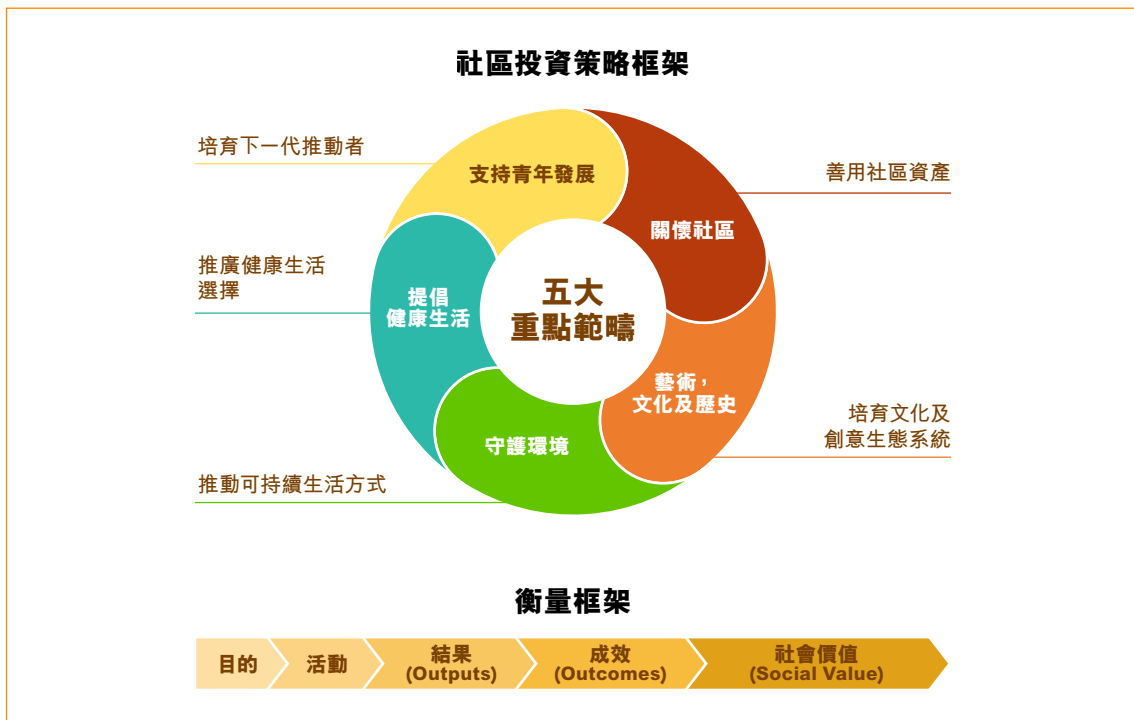 社區投資策略框架
培育下一代推動者
支持青年發展
善用社區資產
關懷社區
推廣健康生活
選擇
提倡
健康生活
五大
重點範疇
藝術，
文化及歷史
培育文化及
創意生態系統
守護環境
推動可持續生活方式
衡量框架
目的
活動
結果
(Outputs)
成效
(Outcomes)
社會價值
(Social Value)